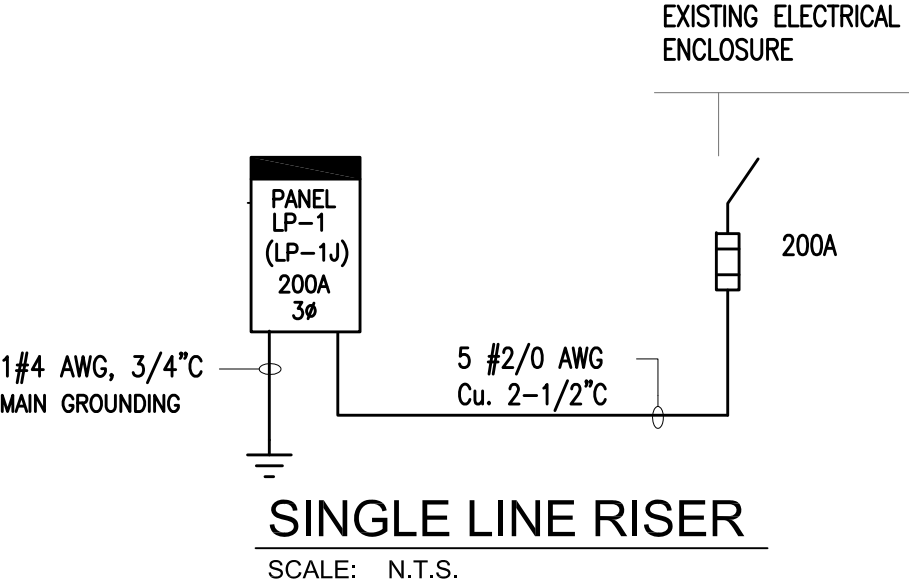 EXISTING ELECTRICAL
ENCLOSURE
PANEL
LP-1
(LP-1J)
200A
3ø
200A
1#4 AWG, 3/4"C
MAIN GROUNDING
5 #2/0 AWG
Cu. 2-1/2"C
SINGLE LINE RISER
SCALE: N.T.S.